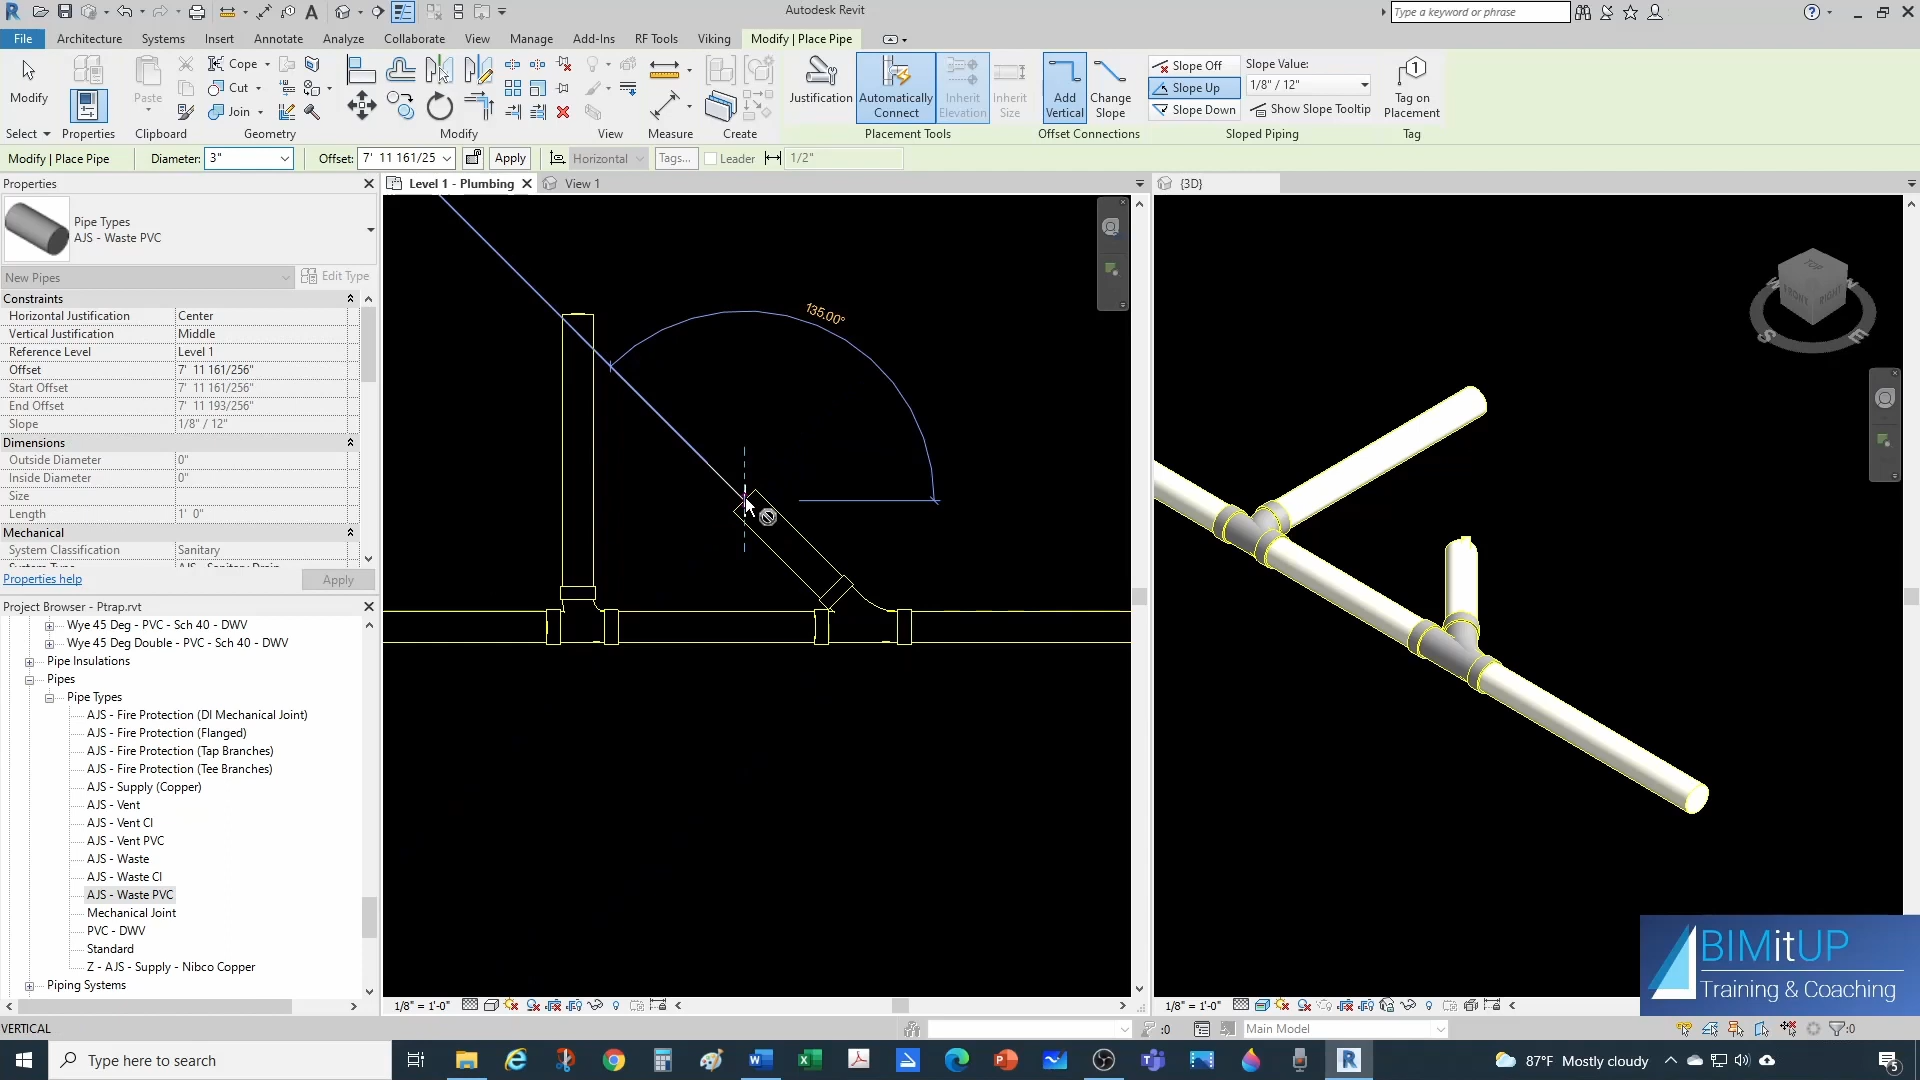 Autodesk Revit
Type a keyword or phrase
File Architecture Systems Insert Annotate Analyze Collaborate View Manage Add-Ins RF Tools Viking Modify | Place Pipe
Modify
Select
Properties
Paste
Clipboard
Cope
Cut
Join
Geometry
Modify
View
Measure
Create
Justification
Automatically
Connect
Inherit
Elevation
Inherit
Size
Placement Tools
Add
Vertical
Change
Slope
Offset Connections
Slope Off
Slope Up
Slope Down
Slope Value:
1/8" / 12"
Show Slope Tooltip
Sloped Piping
Tag on
Placement
Tag
Modify | Place Pipe Diameter: 3" Offset: 7' 11 161/25 Apply Horizontal Tags... Leader 1/2"
Properties
Pipe Types
AJS - Waste PVC
New Pipes
Edit Type
Constraints
Horizontal Justification Center
Vertical Justification Middle
Reference Level Level 1
Offset 7' 11 161/256"
Start Offset 7' 11 161/256"
End Offset 7' 11 193/256"
Slope 1/8" / 12"
Dimensions
Outside Diameter 0"
Inside Diameter 0"
Size
Length 1' 0"
Mechanical
System Classification Sanitary
Properties help
Apply
Project Browser - Ptrap.rvt
Wye 45 Deg - PVC - Sch 40 - DWV
Wye 45 Deg Double - PVC - Sch 40 - DWV
Pipe Insulations
Pipes
Pipe Types
AJS - Fire Protection (DI Mechanical Joint)
AJS - Fire Protection (Flanged)
AJS - Fire Protection (Tap Branches)
AJS - Fire Protection (Tee Branches)
AJS - Supply (Copper)
AJS - Vent
AJS - Vent CI
AJS - Vent PVC
AJS - Waste
AJS - Waste CI
AJS - Waste PVC
Mechanical Joint
PVC - DWV
Standard
Z - AJS - Supply - Nibco Copper
Piping Systems
Level 1 - Plumbing
View 1
135.00°
1/8" = 1'-0"
{3D}
TOP
FRONT
RIGHT
S
E
BIMitUP
Training & Coaching
1/8" = 1'-0"
VERTICAL
:0
Main Model
:0
Type here to search
87°F Mostly cloudy
5